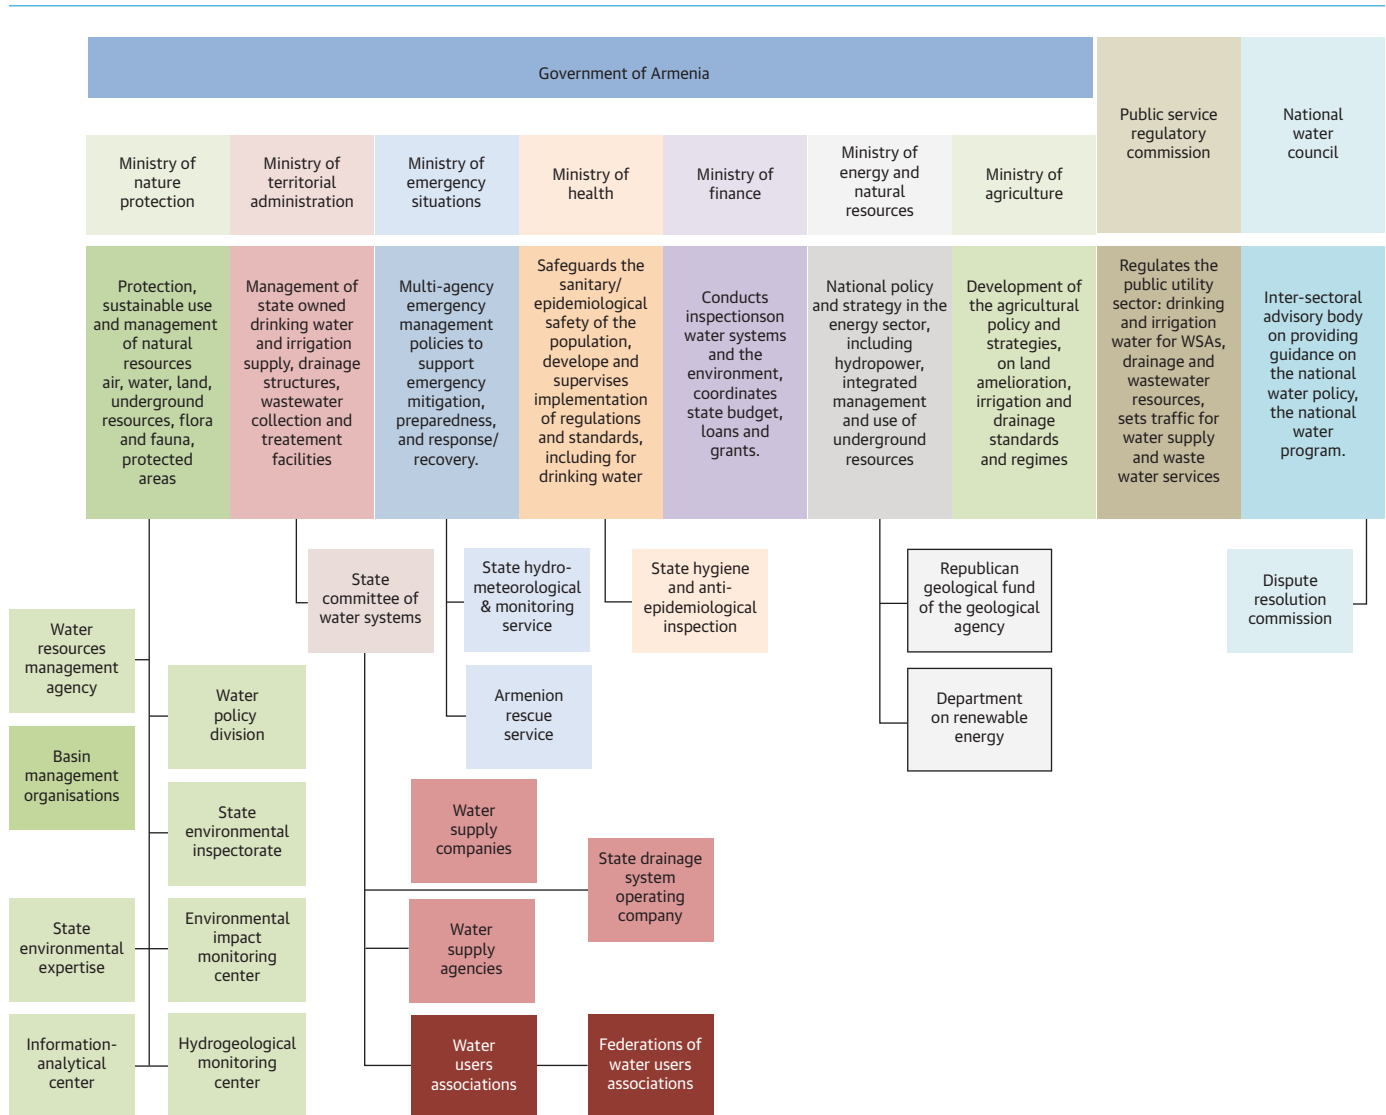 Government of Armenia
Public service
regulatory
commission
National
water
council
Ministry of
nature
protection
Ministry of
territorial
administration
Ministry of
emergency
situations
Ministry of
health
Ministry of
finance
Ministry of
energy and
natural
resources
Ministry of
agriculture
Protection,
sustainable use
and management
of natural
resources
air, water, land,
underground
resources, flora
and fauna,
protected
areas
Management of
state owned
drinking water
and irrigation
supply, drainage
structures,
wastewater
collection and
treatement
facilities
Multi-agency
emergency
management
policies to
support
emergency
mitigation,
preparedness,
and response/
recovery.
Safeguards the
sanitary/
epidemiological
safety of the
population,
develope and
supervises
implementation
of regulations
and standards,
including for
drinking water
Conducts
inspectionson
water systems
and the
environment,
coordinates
state budget,
loans and
grants.
National policy
and strategy in the
energy sector,
including
hydropower,
integrated
management
and use of
underground
resources
Development of
the agricultural
policy and
strategies,
on land
amelioration,
irrigation and
drainage
standards
and regimes
Regulates the
public utility
sector: drinking
and irrigation
water for WSAs,
drainage and
wastewater
resources,
sets traffic for
water supply
and waste
water services
Inter-sectoral
advisory body
on providing
guidance on
the national
water policy,
the national
water
program.
State
committee of
water systems
State hydro-
meteorological
& monitoring
service
State hygiene
and anti-
epidemiological
inspection
Republican
geological fund
of the geological
agency
Dispute
resolution
commission
Water
resources
management
agency
Water
policy
division
Armenion
rescue
service
Department
on renewable
energy
Basin
management
organisations
State
environmental
inspectorate
Water
supply
companies
State drainage
system
operating
company
State
environmental
expertise
Environmental
impact
monitoring
center
Water
supply
agencies
Information-
analytical
center
Hydrogeological
monitoring
center
Water
users
associations
Federations of
water users
associations